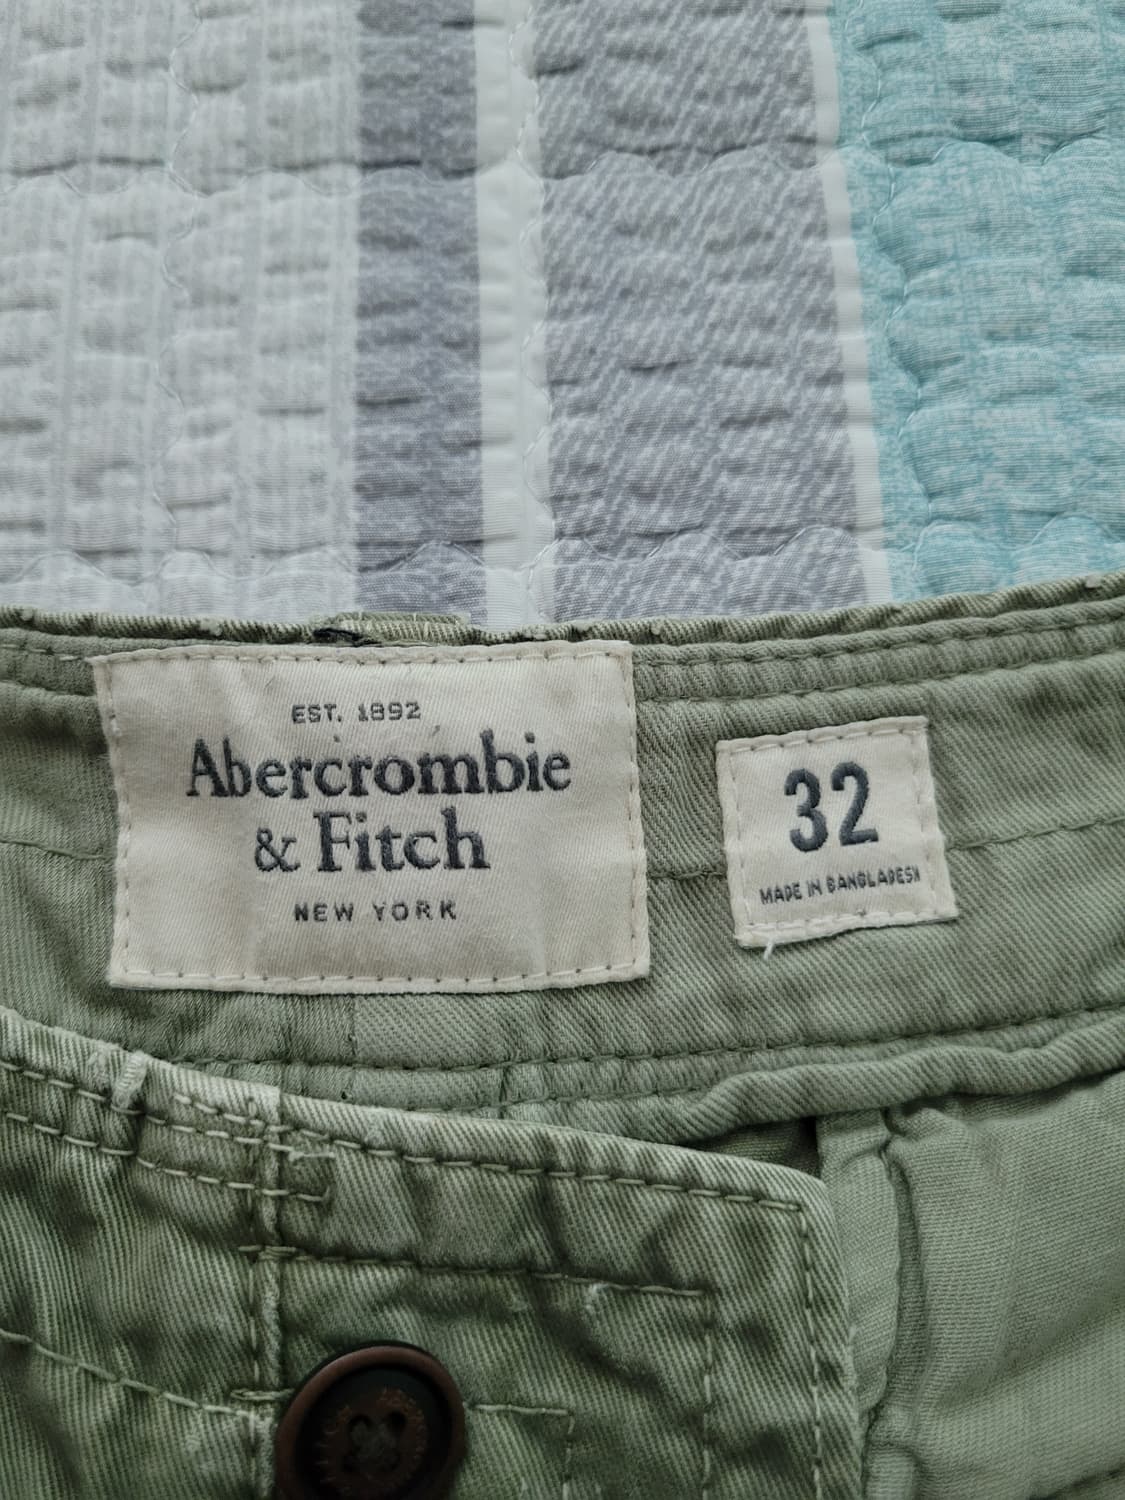 EST. 1892
Abercrombie
& Fitch
NEW YORK
32
MADE IN BANGLADESH